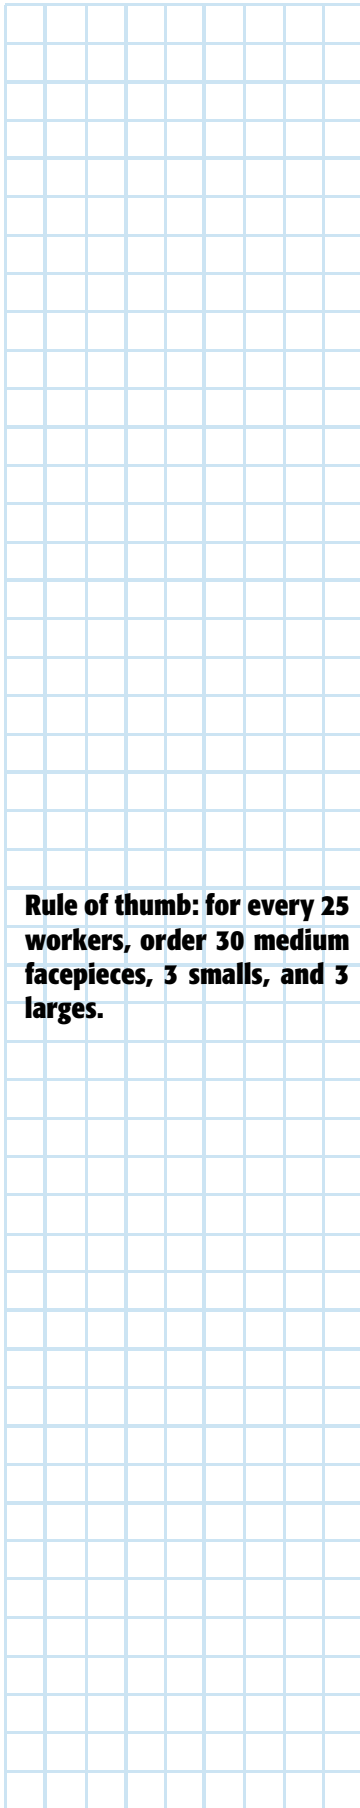 Rule of thumb: for every 25
workers, order 30 medium
facepieces, 3 smalls, and 3
larges.